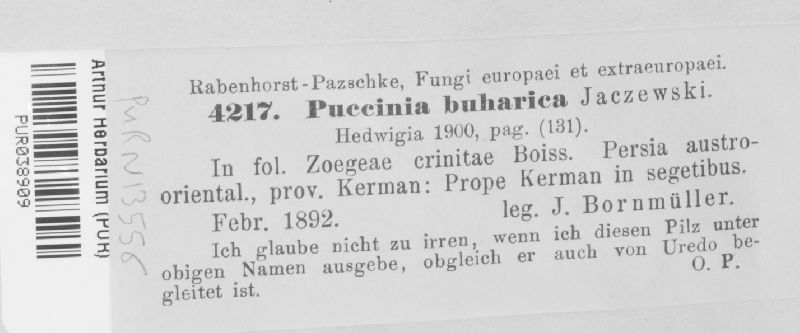 Rabenhorst-Pazschke, Fungi europaei et extraeuropaei.
4217. Puccinia buharica Jaczewski.
Hedwigia 1900, pag. (131).
In fol. Zoegeae crinitae Boiss. Persia austro-
oriental., prov. Kerman: Prope Kerman in segetibus.
Febr. 1892. leg. J. Bornmüller.
Ich glaube nicht zu irren, wenn ich diesen Pilz unter
obigen Namen ausgebe, obgleich er auch von Uredo be-
gleitet ist. O. P.
Arthur Herbarium (PUR)
PUR038909
PUR N13556